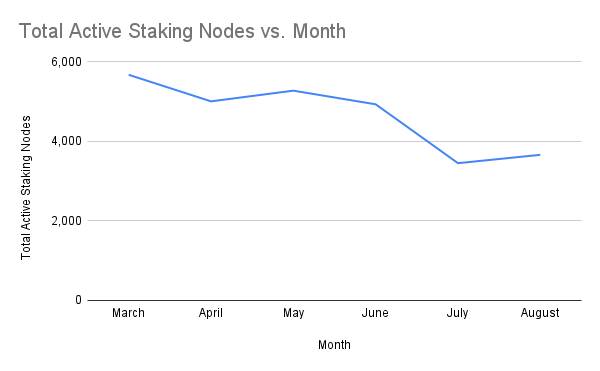 Total Active Staking Nodes vs. Month
Total Active Staking Nodes
6,000
4,000
2,000
0
March April May June July August
Month